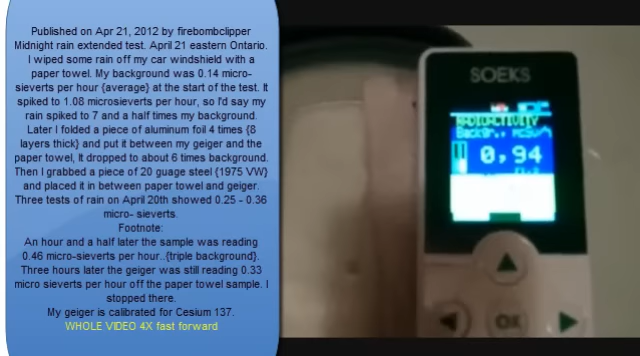 Published on Apr 21, 2012 by firebombclipper
Midnight rain extended test. April 21 eastern Ontario.
I wiped some rain off my car windshield with a
paper towel. My background was 0.14 micro-
sieverts per hour {average} at the start of the test. It
spiked to 1.08 microsieverts per hour, so I'd say my
rain spiked to 7 and a half times my background.
Later I folded a piece of aluminum foil 4 times {8
layers thick} and put it between my geiger and the
paper towel, It dropped to about 6 times background.
Then I grabbed a piece of 20 guage steel {1975 VW}
and placed it in between paper towel and geiger.
Three tests of rain on April 20th showed 0.25 - 0.36
micro- sieverts.
Footnote:
An hour and a half later the sample was reading
0.46 micro-sieverts per hour..{triple background}.
Three hours later the geiger was still reading 0.33
micro sieverts per hour off the paper towel sample. I
stopped there.
My geiger is calibrated for Cesium 137.
WHOLE VIDEO 4X fast forward
SOEKS
RADIOACTIVITY
0,94
OK